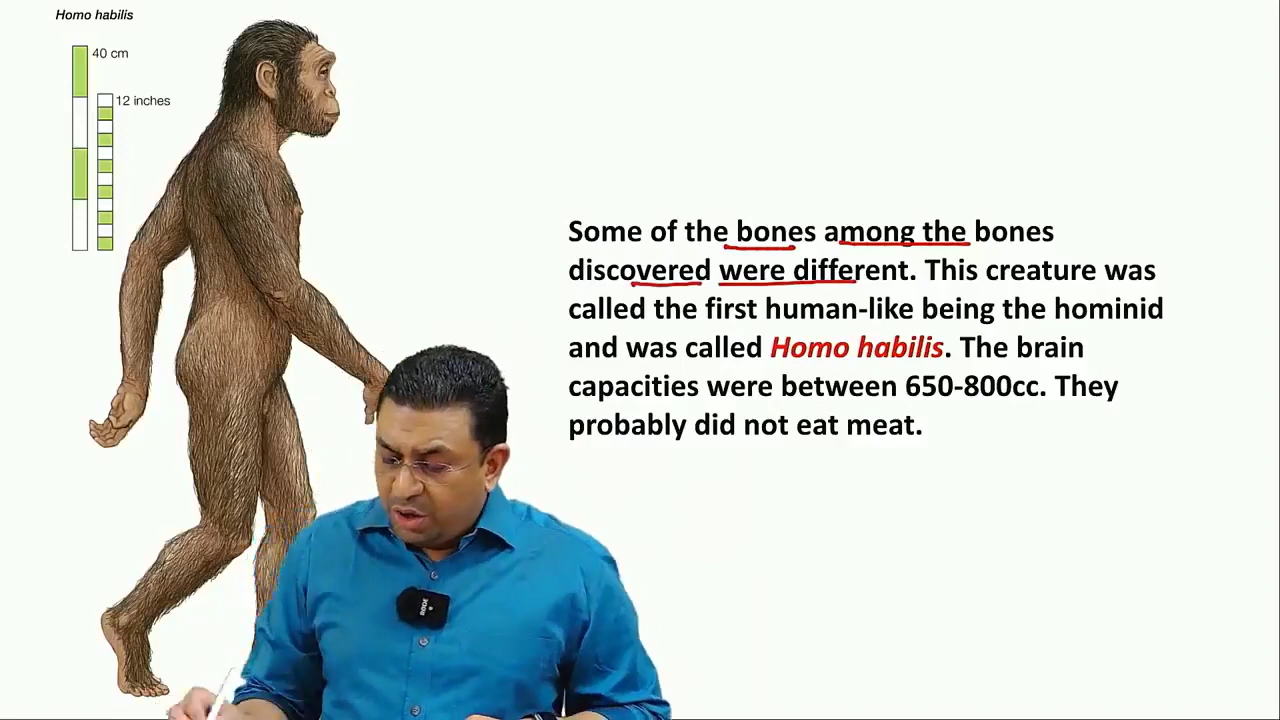 Homo habilis
40 cm
12 inches
Some of the bones among the bones
discovered were different. This creature was
called the first human-like being the hominid
and was called Homo habilis. The brain
capacities were between 650-800cc. They
probably did not eat meat.
RODE